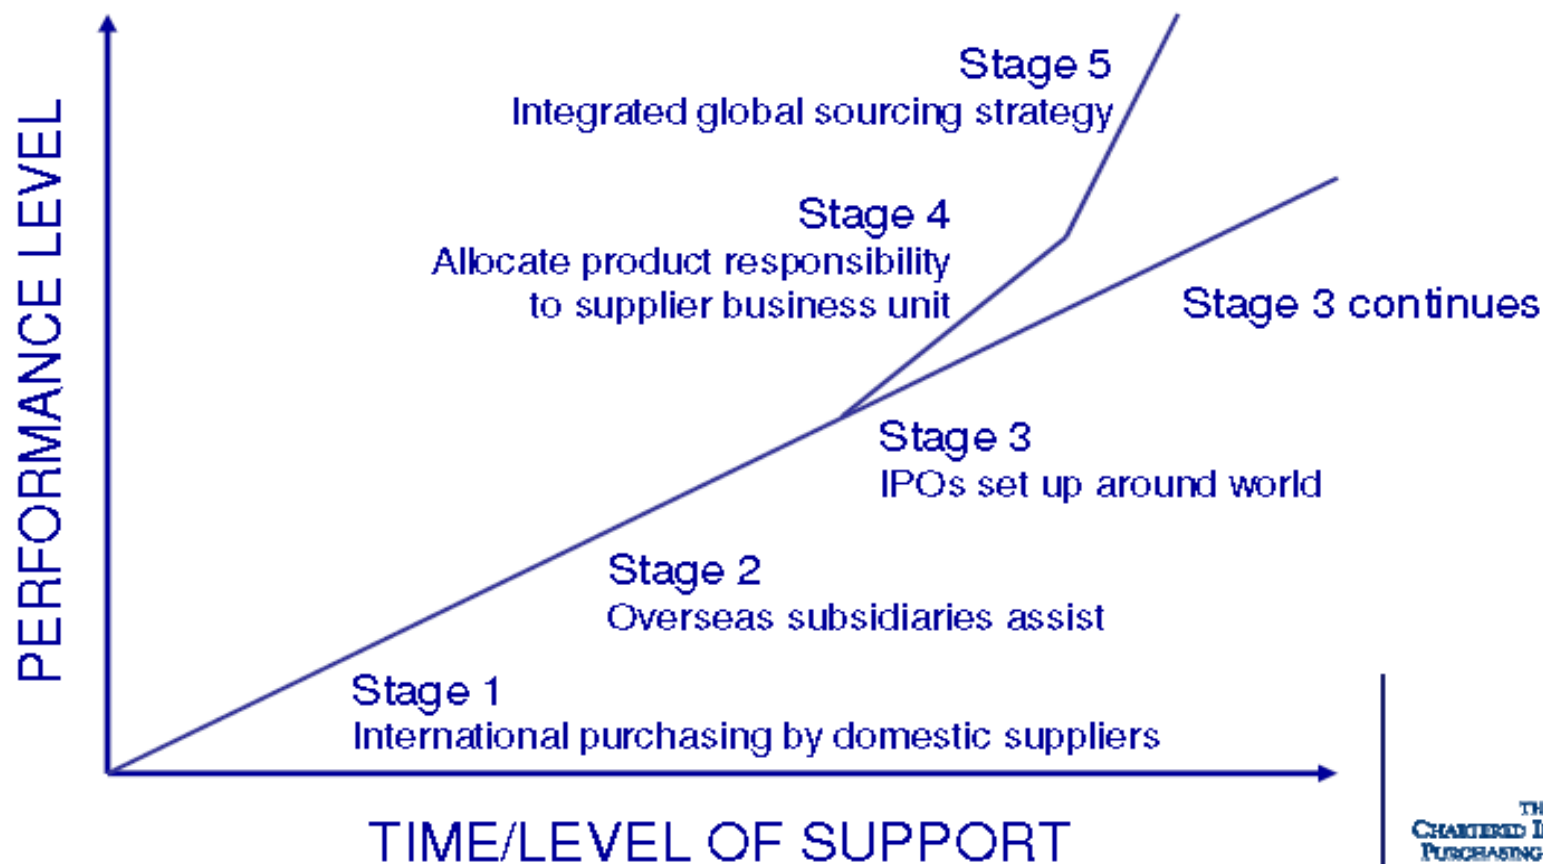 Stage 5
Integrated global sourcing strategy
Stage 4
Allocate product responsibility
to supplier business unit
Stage 3 continues
Stage 3
IPOs set up around world
Stage 2
Overseas subsidiaries assist
Stage 1
International purchasing by domestic suppliers
PERFORMANCE LEVEL
TIME/LEVEL OF SUPPORT
CHARTERED
PURCHASING